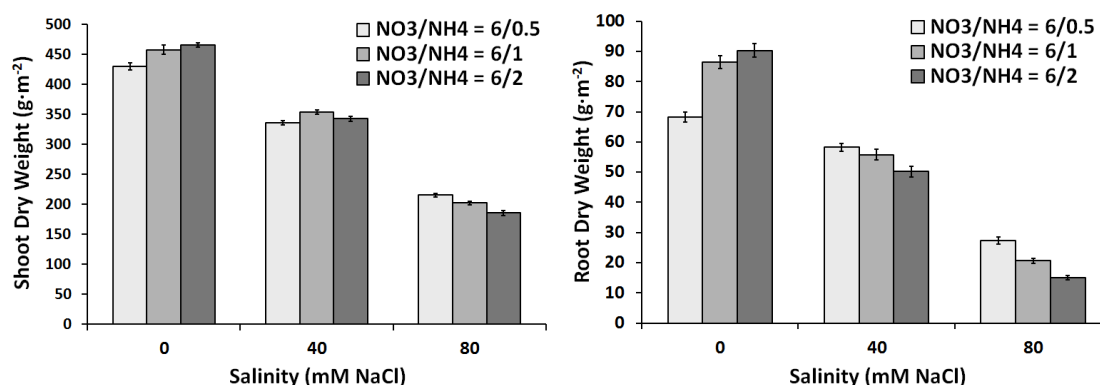 Shoot Dry Weight (g·m⁻²)
500
450
400
350
300
250
200
150
100
50
0
NO3/NH4 = 6/0.5
NO3/NH4 = 6/1
NO3/NH4 = 6/2
0 40 80
Salinity (mM NaCl)
Root Dry Weight (g·m⁻²)
100
90
80
70
60
50
40
30
20
10
0
NO3/NH4 = 6/0.5
NO3/NH4 = 6/1
NO3/NH4 = 6/2
0 40 80
Salinity (mM NaCl)